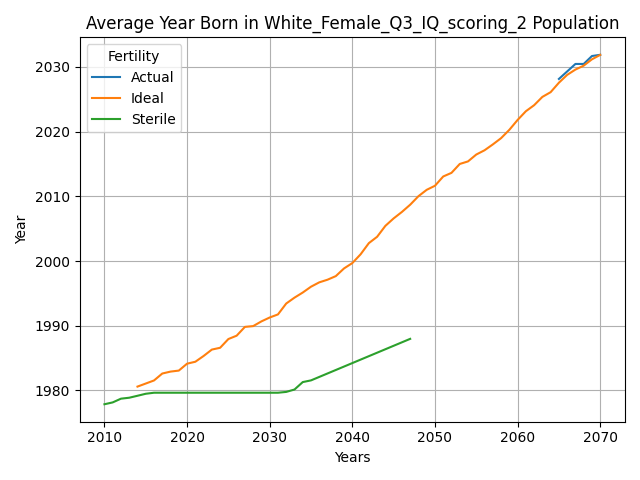 Average Year Born in White_Female_Q3_IQ_scoring_2 Population
Fertility
Actual
Ideal
Sterile
Year
2030
2020
2010
2000
1990
1980
2010 2020 2030 2040 2050 2060 2070
Years